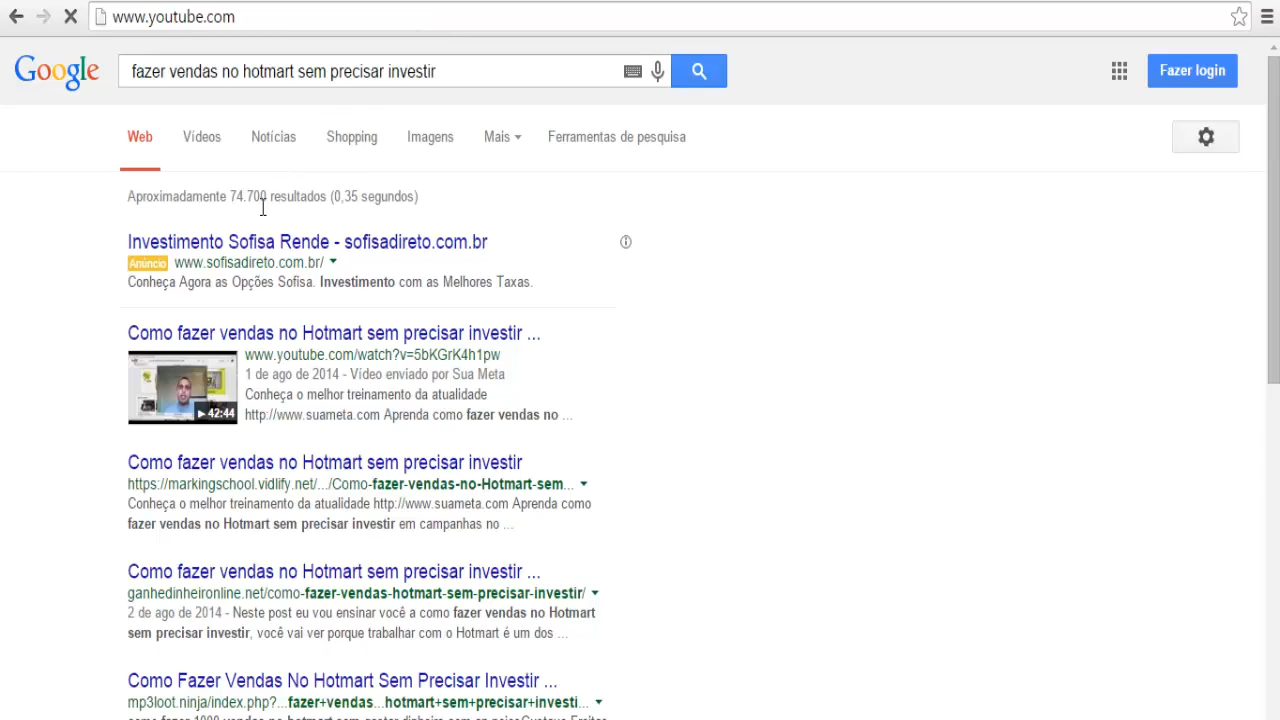 www.youtube.com
Google
fazer vendas no hotmart sem precisar investir
Fazer login
Web Vídeos Notícias Shopping Imagens Mais Ferramentas de pesquisa
Aproximadamente 74.700 resultados (0,35 segundos)
Investimento Sofisa Rende - sofisadireto.com.br
Anúncio www.sofisadireto.com.br/
Conheça Agora as Opções Sofisa. Investimento com as Melhores Taxas.
Como fazer vendas no Hotmart sem precisar investir ...
www.youtube.com/watch?v=5bKGrK4h1pw
1 de ago de 2014 - Vídeo enviado por Sua Meta
Conheça o melhor treinamento da atualidade
42:44
http://www.suameta.com Aprenda como fazer vendas no ...
Como fazer vendas no Hotmart sem precisar investir
https://markingschool.vidlify.net/.../Como-fazer-vendas-no-Hotmart-sem...
Conheça o melhor treinamento da atualidade http://www.suameta.com Aprenda como
fazer vendas no Hotmart sem precisar investir em campanhas no ...
Como fazer vendas no Hotmart sem precisar investir ...
ganhedinheironline.net/como-fazer-vendas-hotmart-sem-precisar-investir/
2 de ago de 2014 - Neste post eu vou ensinar você a como fazer vendas no Hotmart
sem precisar investir, você vai ver porque trabalhar com o Hotmart é um dos ...
Como Fazer Vendas No Hotmart Sem Precisar Investir ...
mp3loot.ninja/index.php?...fazer+vendas...hotmart+sem+precisar+investi...